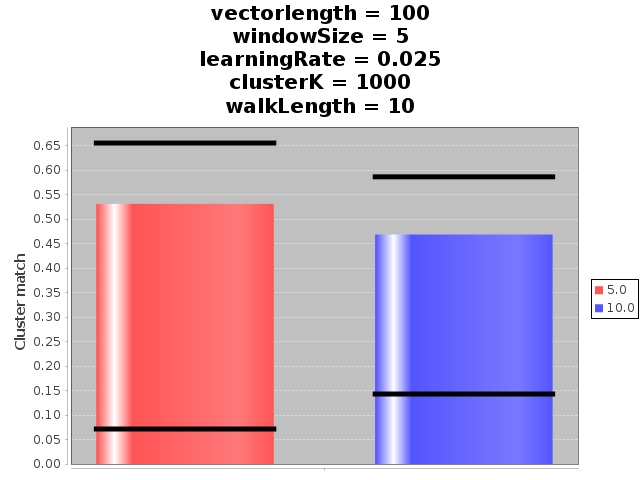 vectorlength = 100
windowSize = 5
learningRate = 0.025
clusterK = 1000
walkLength = 10
0.65
0.60
0.55
0.50
0.45
0.40
0.35
0.30
0.25
0.20
0.15
0.10
0.05
0.00
Cluster match
5.0
10.0